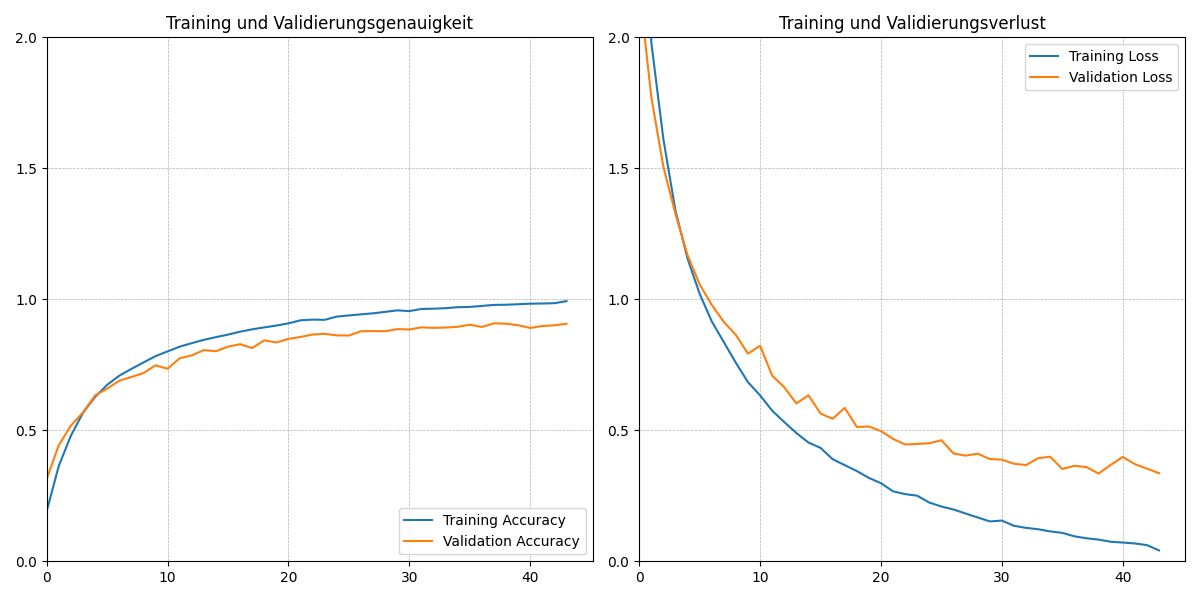 Training und Validierungsgenauigkeit
2.0
1.5
1.0
0.5
0.0
0 10 20 30 40
Training Accuracy
Validation Accuracy
Training und Validierungsverlust
2.0
1.5
1.0
0.5
0.0
0 10 20 30 40
Training Loss
Validation Loss